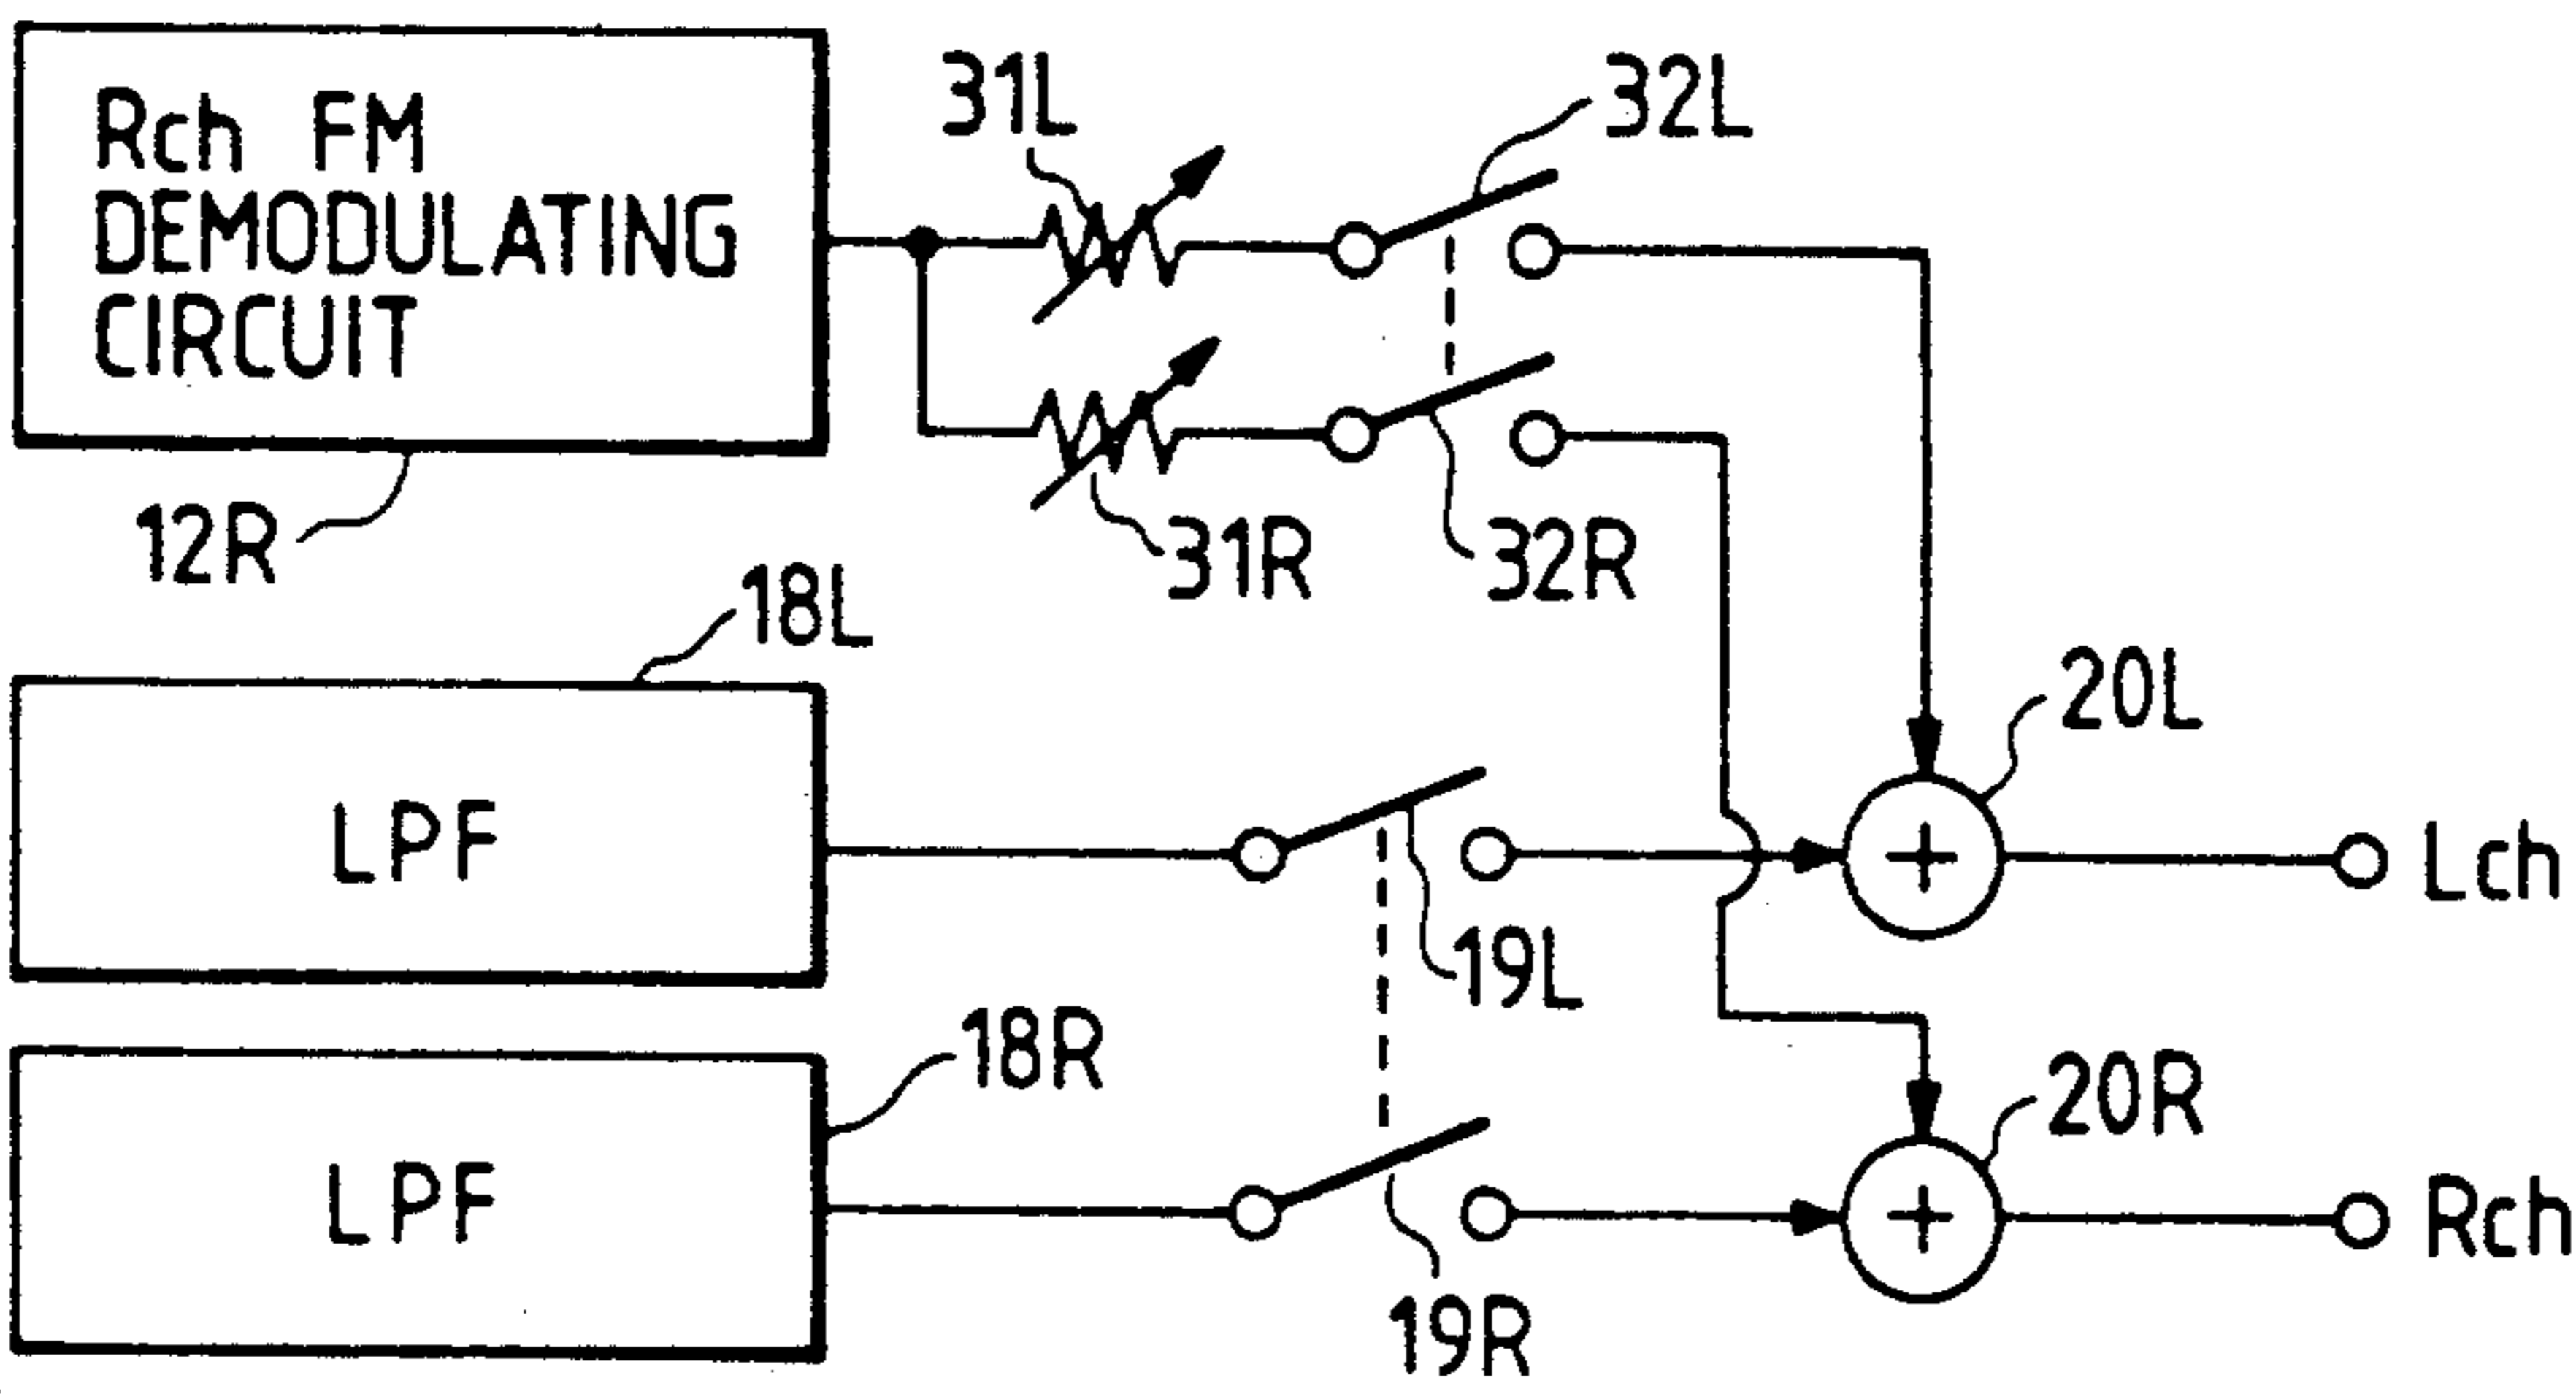 Rch FM
DEMODULATING
CIRCUIT
31L
32L
12R
31R
32R
18L
LPF
19L
20L
Lch
18R
LPF
19R
20R
Rch